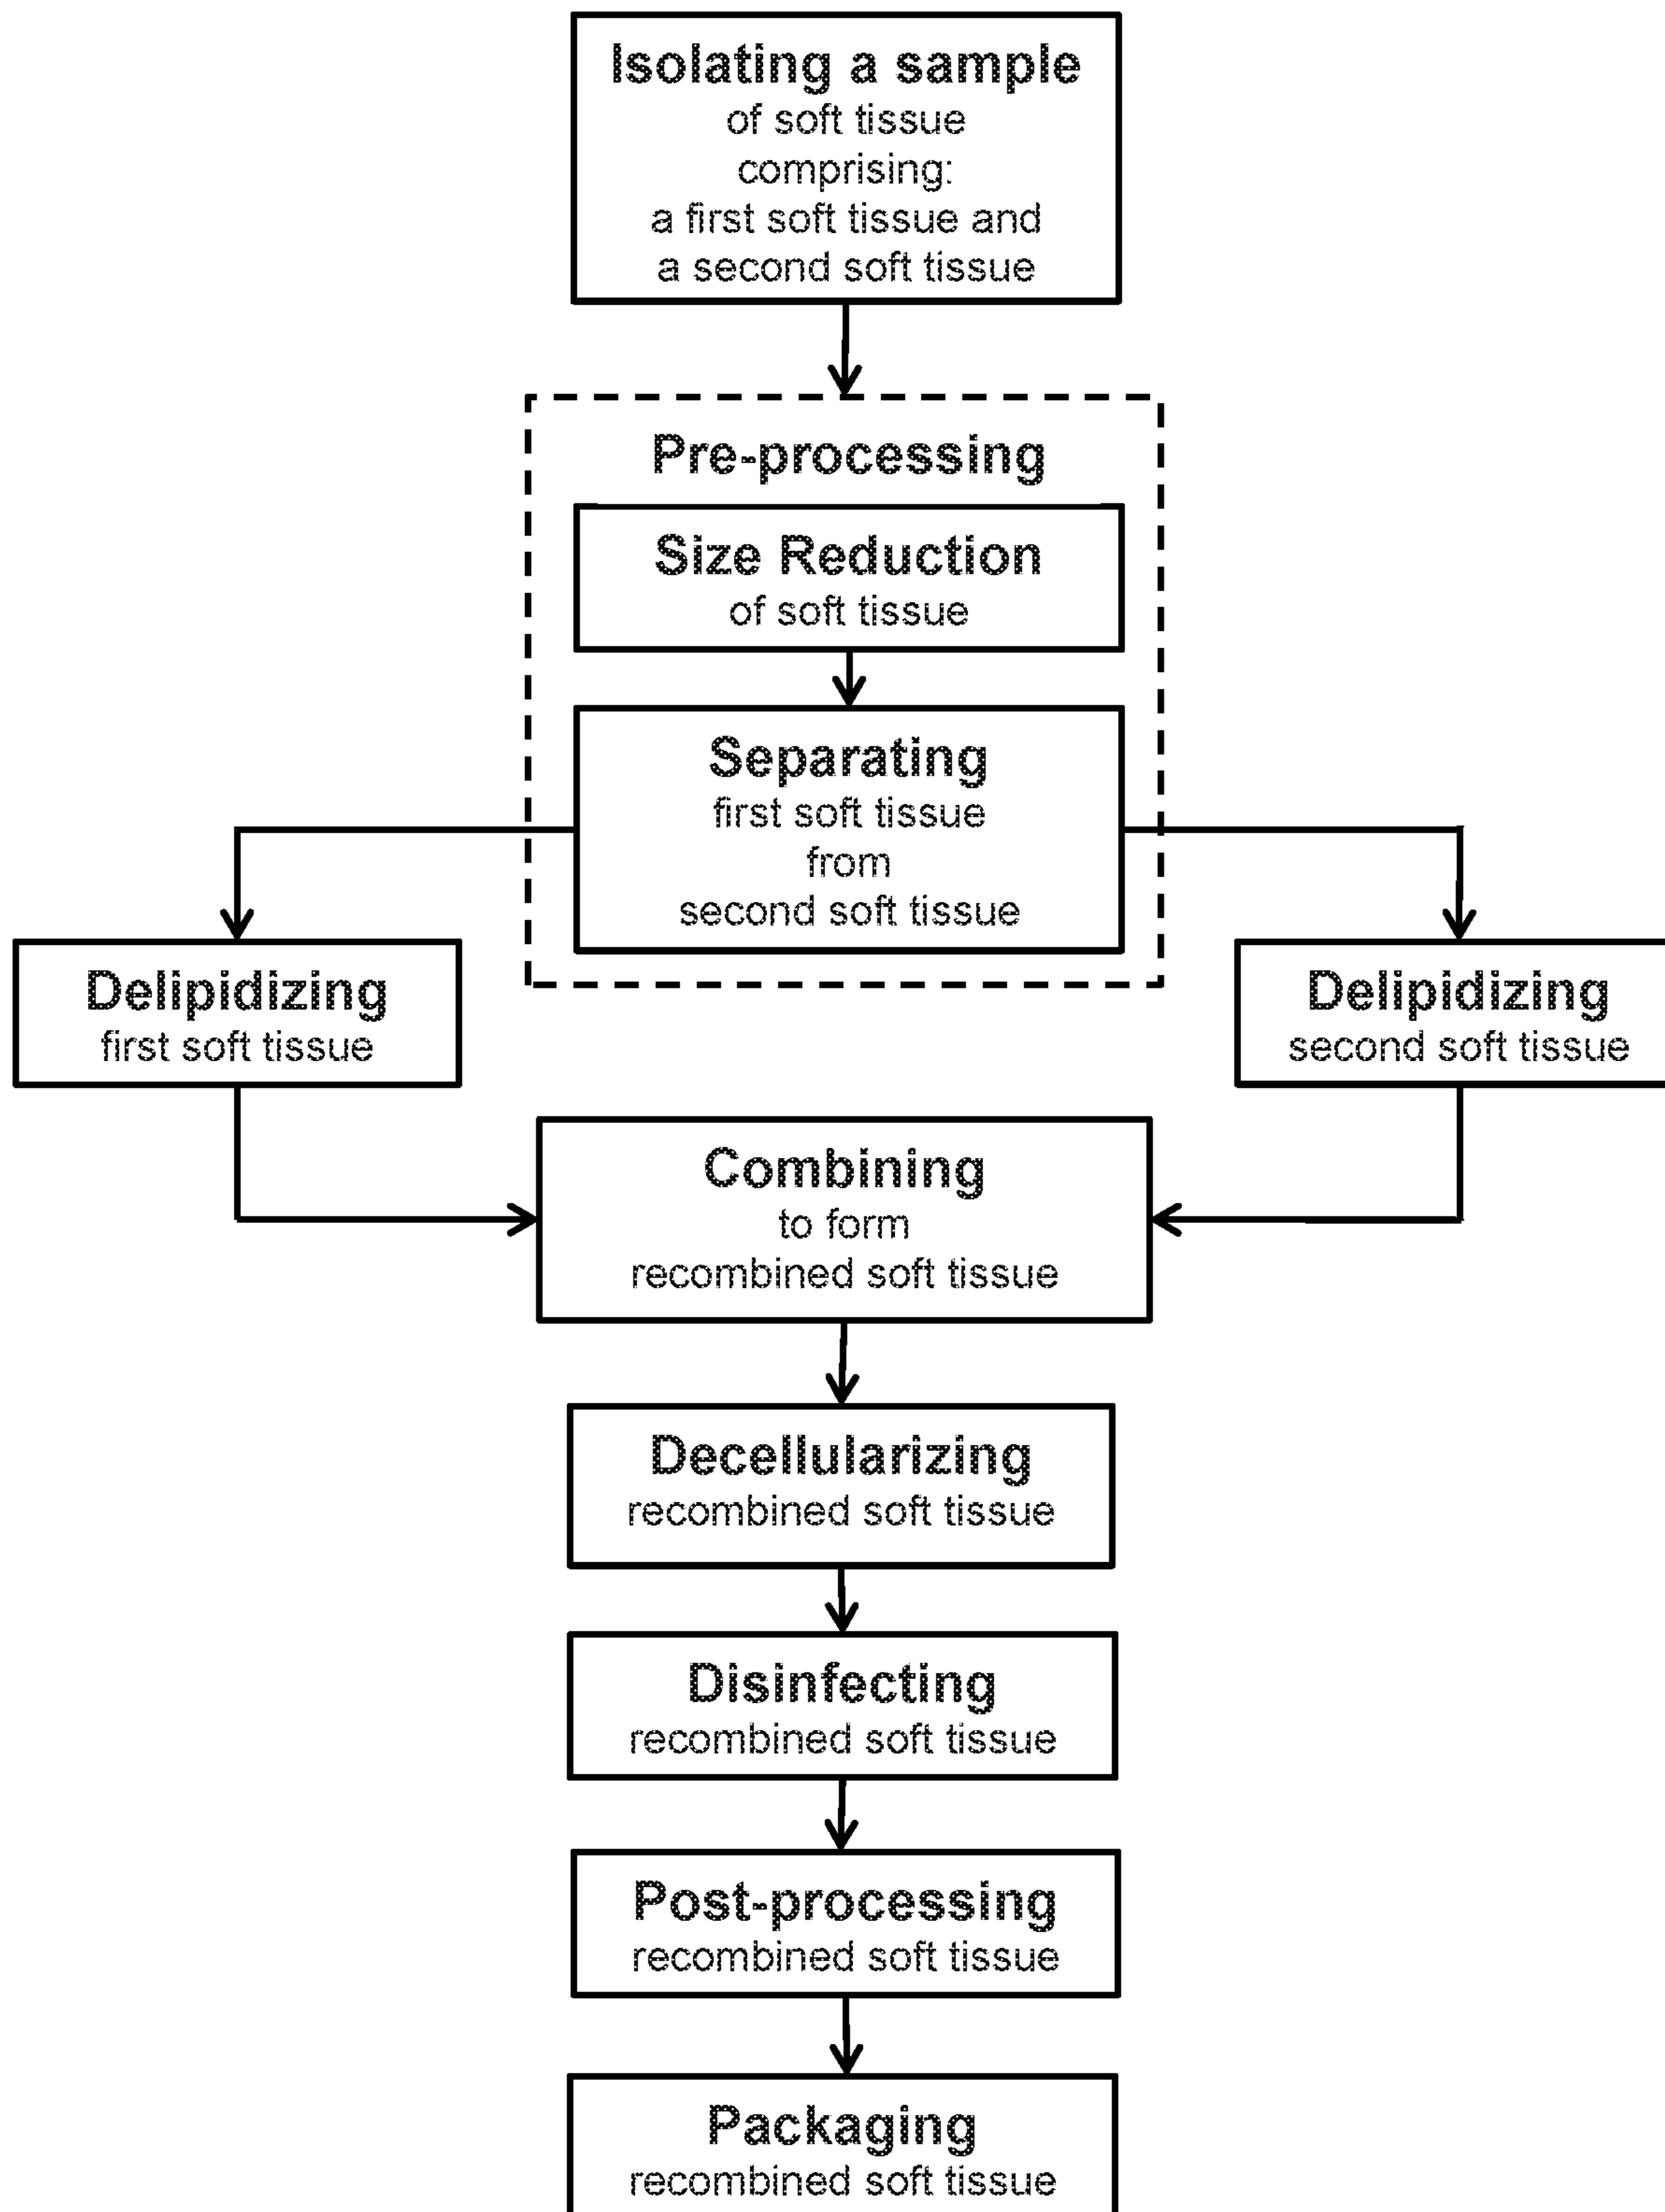 Isolating a sample
of soft tissue
comprising:
a first soft tissue and
a second soft tissue
Pre-processing
Size Reduction
of soft tissue
Separating
first soft tissue
from
second soft tissue
Delipidizing
first soft tissue
Delipidizing
second soft tissue
Combining
to form
recombined soft tissue
Decellularizing
recombined soft tissue
Disinfecting
recombined soft tissue
Post-processing
recombined soft tissue
Packaging
recombined soft tissue